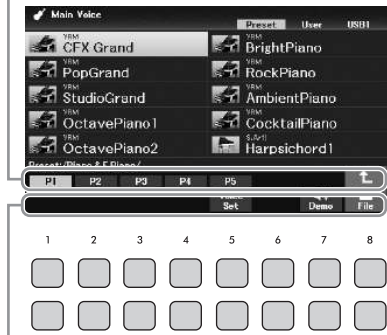 Main Voice
Preset User USB1
VRM VRM
CFX Grand BrightPiano
VRM VRM
PopGrand RockPiano
VRM VRM
StudioGrand AmbientPiano
VRM VRM
OctavePiano1 CocktailPiano
VRM S.Art!
OctavePiano2 Harpsichord1
Preset:/Piano & E.Piano/
P1 P2 P3 P4 P5
Voice
Set Demo File
1 2 3 4 5 6 7 8